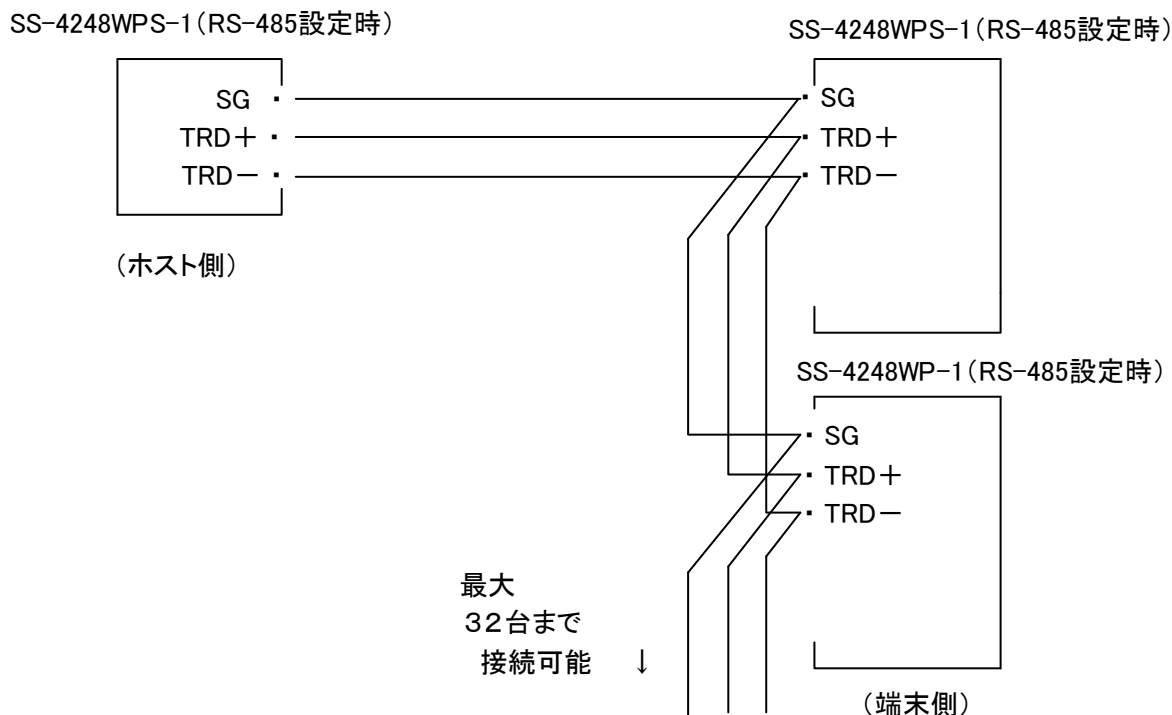 SS-4248WPS-1(RS-485設定時)
SG
TRD+
TRD-
(ホスト側)
SS-4248WPS-1(RS-485設定時)
SG
TRD+
TRD-
SS-4248WP-1(RS-485設定時)
SG
TRD+
TRD-
最大
32台まで
接続可能 ↓
(端末側)